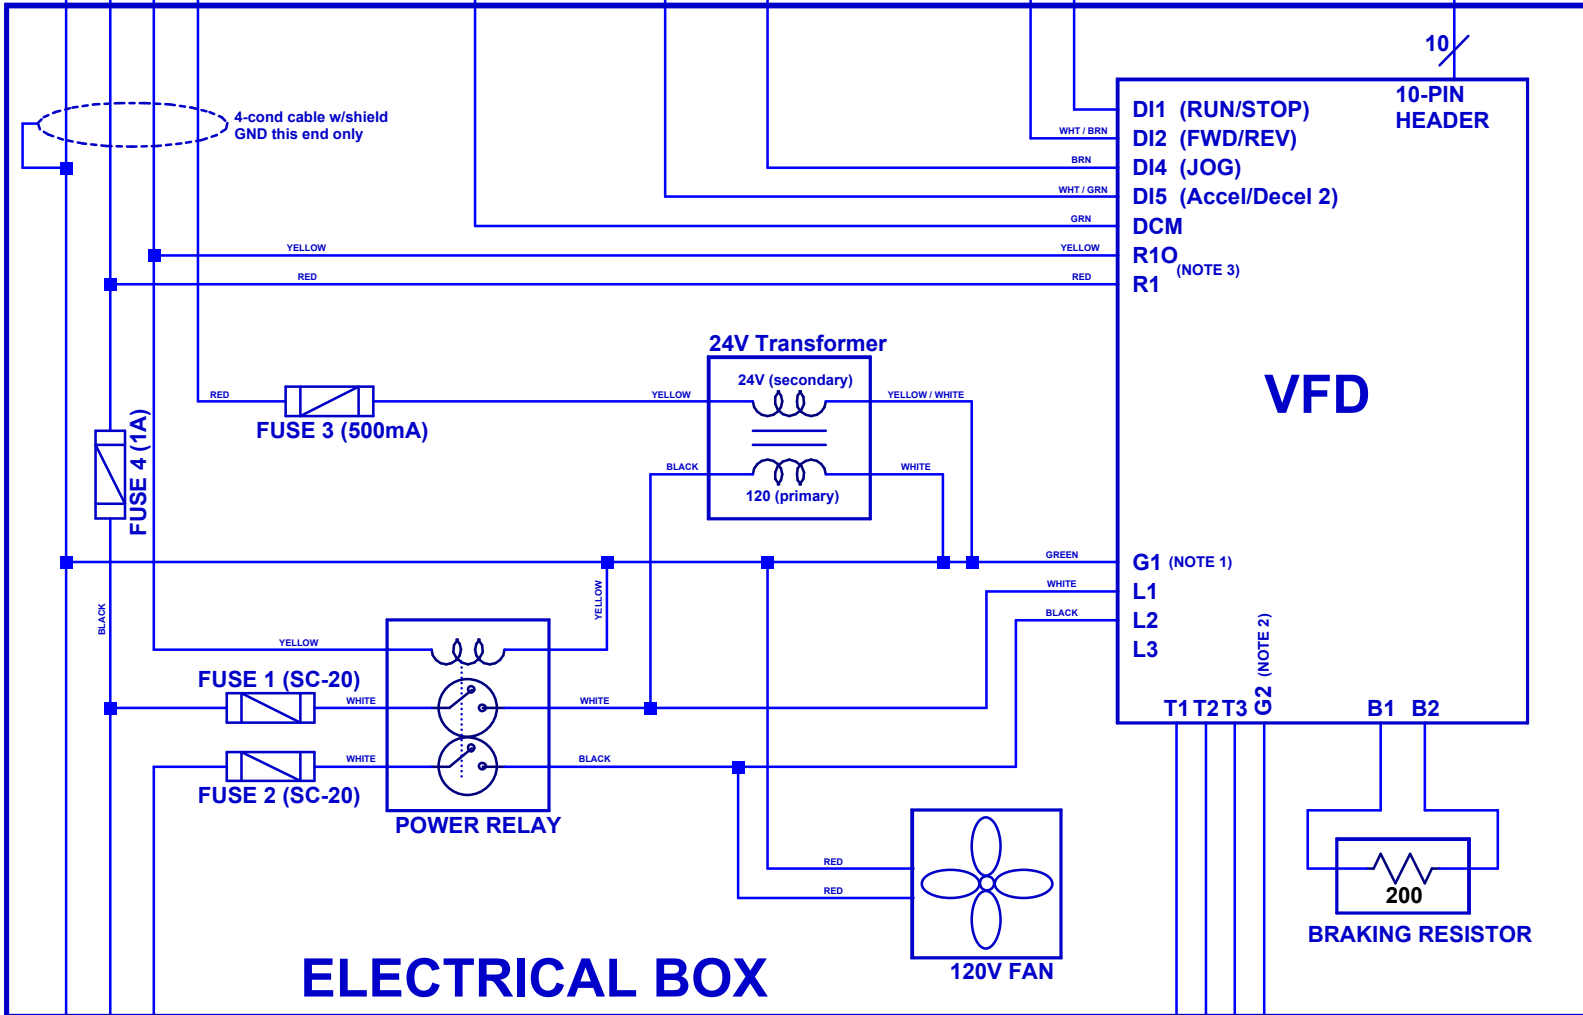 10
10-PIN
HEADER
4-cond cable w/shield
GND this end only
DI1 (RUN/STOP)
WHT / BRN
DI2 (FWD/REV)
BRN
DI4 (JOG)
WHT / GRN
DI5 (Accel/Decel 2)
GRN
DCM
YELLOW
YELLOW
R1O
(NOTE 3)
RED
RED
R1
24V Transformer
24V (secondary)
VFD
RED
YELLOW
YELLOW / WHITE
FUSE 3 (500mA)
FUSE 4 (1A)
BLACK
WHITE
120 (primary)
GREEN
G1 (NOTE 1)
WHITE
L1
BLACK
YELLOW
BLACK
L2
YELLOW
L3
G2 (NOTE 2)
FUSE 1 (SC-20)
WHITE
WHITE
T1 T2 T3
B1 B2
WHITE
BLACK
FUSE 2 (SC-20)
POWER RELAY
RED
RED
200
BRAKING RESISTOR
120V FAN
ELECTRICAL BOX